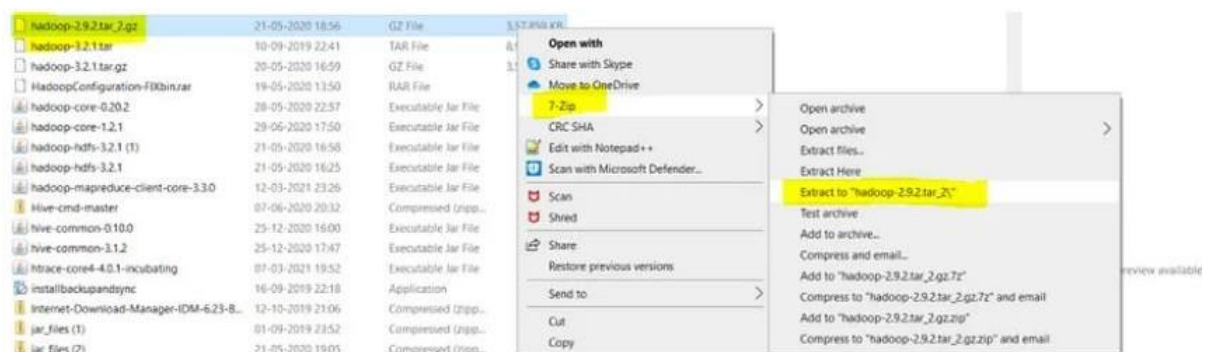 hadoop-2.9.2.tar_2.gz 21-05-2020 18:56 GZ File 3,57,859 KB
hadoop-3.2.1.tar 10-09-2019 22:41 TAR File
hadoop-3.2.1.tar.gz 20-05-2020 16:59 GZ File
HadoopConfiguration-FIXbin.rar 19-05-2020 13:50 RAR File
hadoop-core-0.20.2 28-05-2020 22:57 Executable Jar File
hadoop-core-1.2.1 29-06-2020 17:50 Executable Jar File
hadoop-hdfs-3.2.1 (1) 21-05-2020 16:58 Executable Jar File
hadoop-hdfs-3.2.1 21-05-2020 16:25 Executable Jar File
hadoop-mapreduce-client-core-3.3.0 12-03-2021 23:26 Executable Jar File
Hive-cmd-master 07-06-2020 20:32 Compressed (zipp...
hive-common-0.10.0 25-12-2020 16:00 Executable Jar File
hive-common-3.1.2 25-12-2020 17:47 Executable Jar File
htrace-core4-4.0.1-incubating 07-03-2021 19:52 Executable Jar File
installbackupandsync 16-09-2019 22:18 Application
Internet-Download-Manager-IDM-6.23-B... 12-10-2019 21:06 Compressed (zipp...
jar_files (1) 01-09-2019 23:52 Compressed (zipp...
jar_files (2) 21-05-2020 19:05 Compressed (zipp...
Open with
Share with Skype
Move to OneDrive
7-Zip
CRC SHA
Edit with Notepad++
Scan with Microsoft Defender...
Scan
Shred
Share
Restore previous versions
Send to
Cut
Copy
Open archive
Open archive
Extract files...
Extract Here
Extract to "hadoop-2.9.2.tar_2\"
Test archive
Add to archive...
Compress and email...
Add to "hadoop-2.9.2.tar_2.gz.7z"
Compress to "hadoop-2.9.2.tar_2.gz.7z" and email
Add to "hadoop-2.9.2.tar_2.gz.zip"
Compress to "hadoop-2.9.2.tar_2.gz.zip" and email
review available